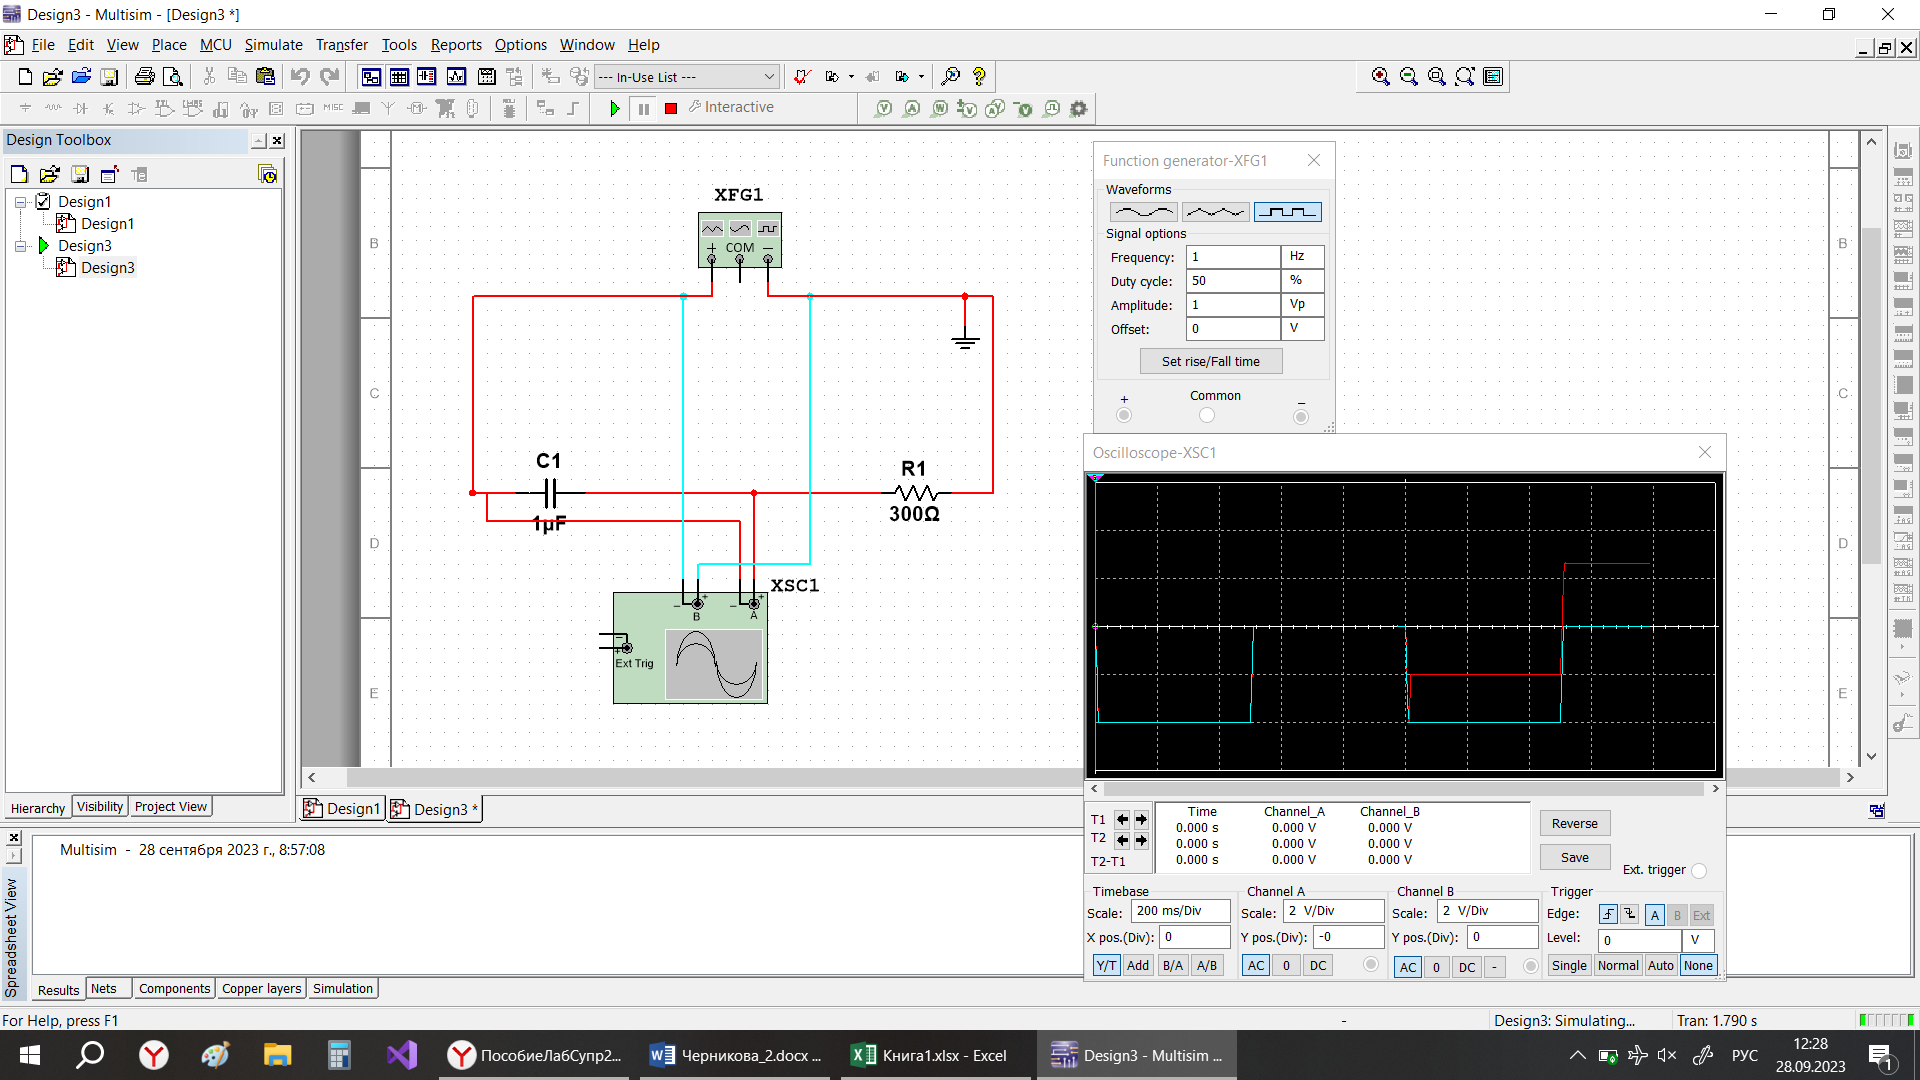 Design3 - Multisim - [Design3 *]
File Edit View Place MCU Simulate Transfer Tools Reports Options Window Help
--- In-Use List ---
MISC Interactive
Design Toolbox
Design1
Design1
Design3
Design3
B
C
D
E
B
C
D
E
XFG1
+ COM −
C1
1µF
R1
300Ω
XSC1
B
A
Ext Trig
Function generator-XFG1
Waveforms
Signal options
Frequency: 1 Hz
Duty cycle: 50 %
Amplitude: 1 Vp
Offset: 0 V
Set rise/Fall time
+ Common −
Oscilloscope-XSC1
Time Channel_A Channel_B
T1 0.000 s 0.000 V 0.000 V
T2 0.000 s 0.000 V 0.000 V
T2-T1 0.000 s 0.000 V 0.000 V
Reverse
Save
Ext. trigger
Timebase
Scale: 200 ms/Div
X pos.(Div): 0
Y/T Add B/A A/B
Channel A
Scale: 2 V/Div
Y pos.(Div): -0
AC 0 DC
Channel B
Scale: 2 V/Div
Y pos.(Div): 0
AC 0 DC -
Trigger
Edge: A B Ext
Level: 0 V
Single Normal Auto None
Hierarchy Visibility Project View
Design1 Design3 *
Spreadsheet View
Multisim - 28 сентября 2023 г., 8:57:08
Results Nets Components Copper layers Simulation
For Help, press F1
-
Design3: Simulating...
Tran: 1.790 s
ПособиеЛабСупр2...
Черникова_2.docx ...
Книга1.xlsx - Excel
Design3 - Multisim ...
РУС
12:28
28.09.2023
1